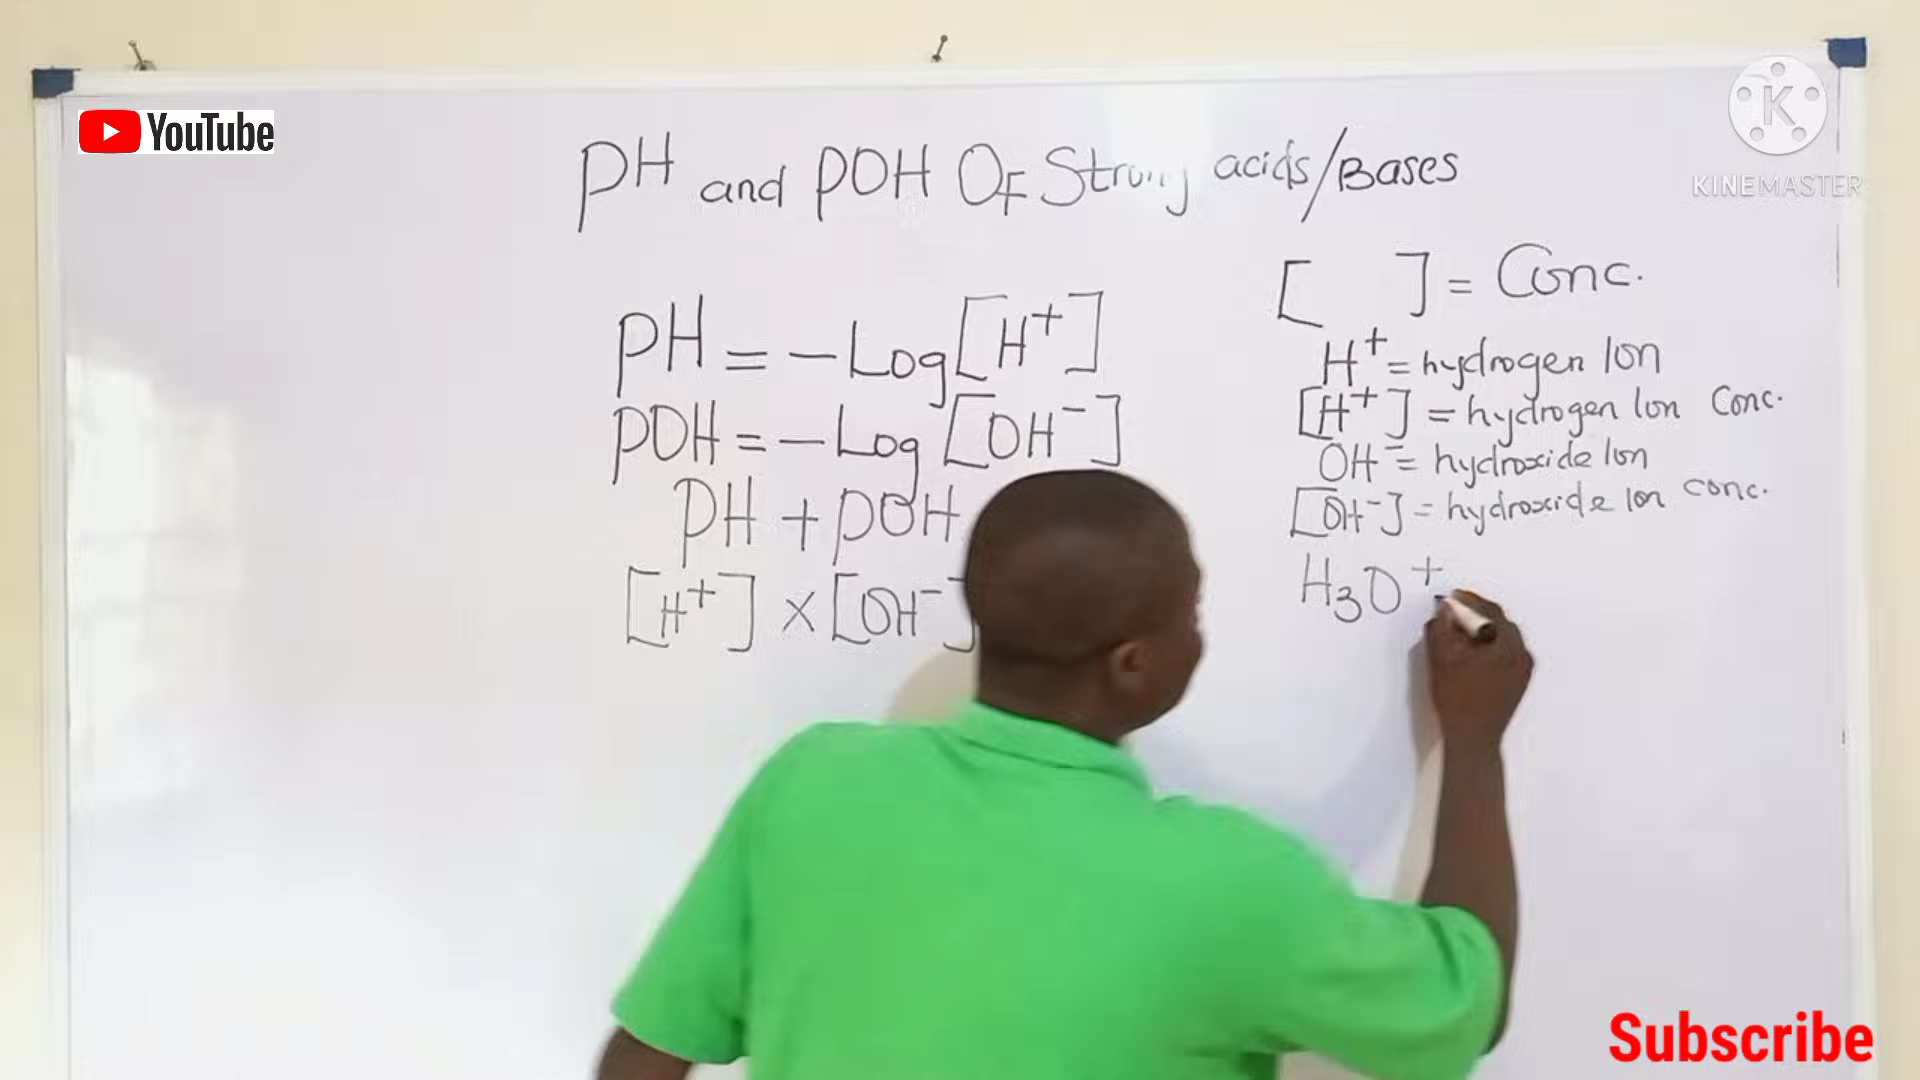 YouTube
KINEMASTER
PH and POH OF Strong acids/Bases
PH = -Log[H⁺]
POH = -Log[OH⁻]
PH + POH
[H⁺] X [OH⁻]
[ ] = Conc.
H⁺ = hydrogen Ion
[H⁺] = hydrogen Ion Conc.
OH⁻ = hydroxide Ion
[OH⁻] = hydroxide Ion conc.
H₃O⁺
Subscribe